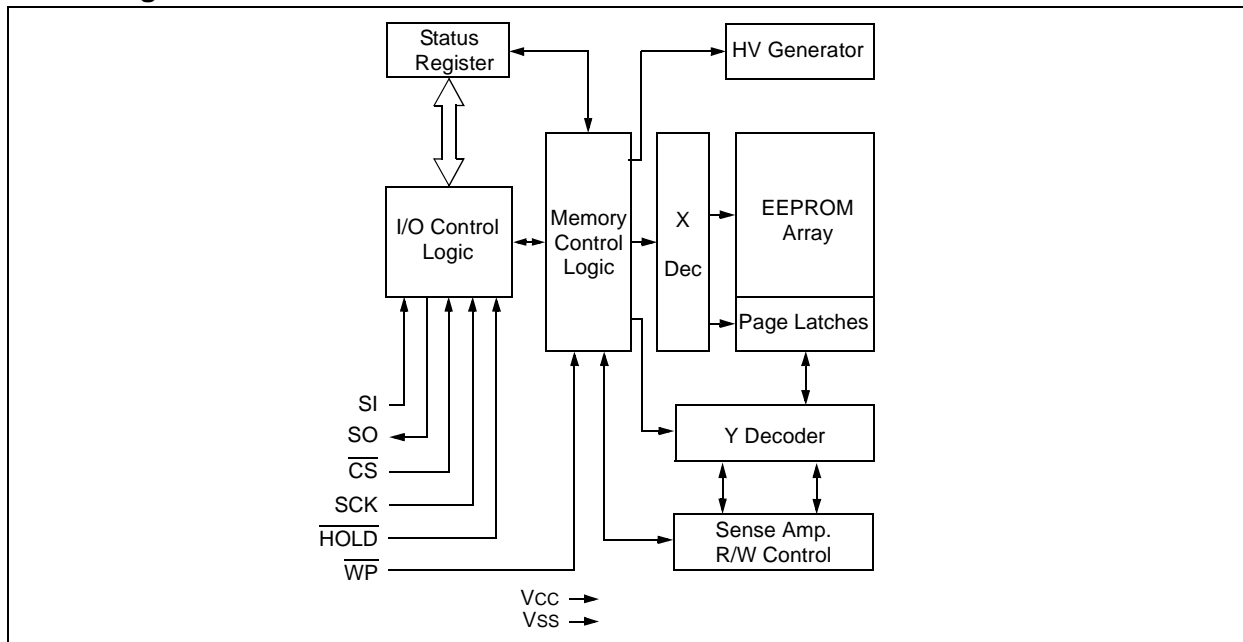 Status
Register
HV Generator
I/O Control
Logic
Memory
Control
Logic
X
Dec
EEPROM
Array
Page Latches
Y Decoder
Sense Amp.
R/W Control
SI
SO
CS
SCK
HOLD
WP
VCC
VSS